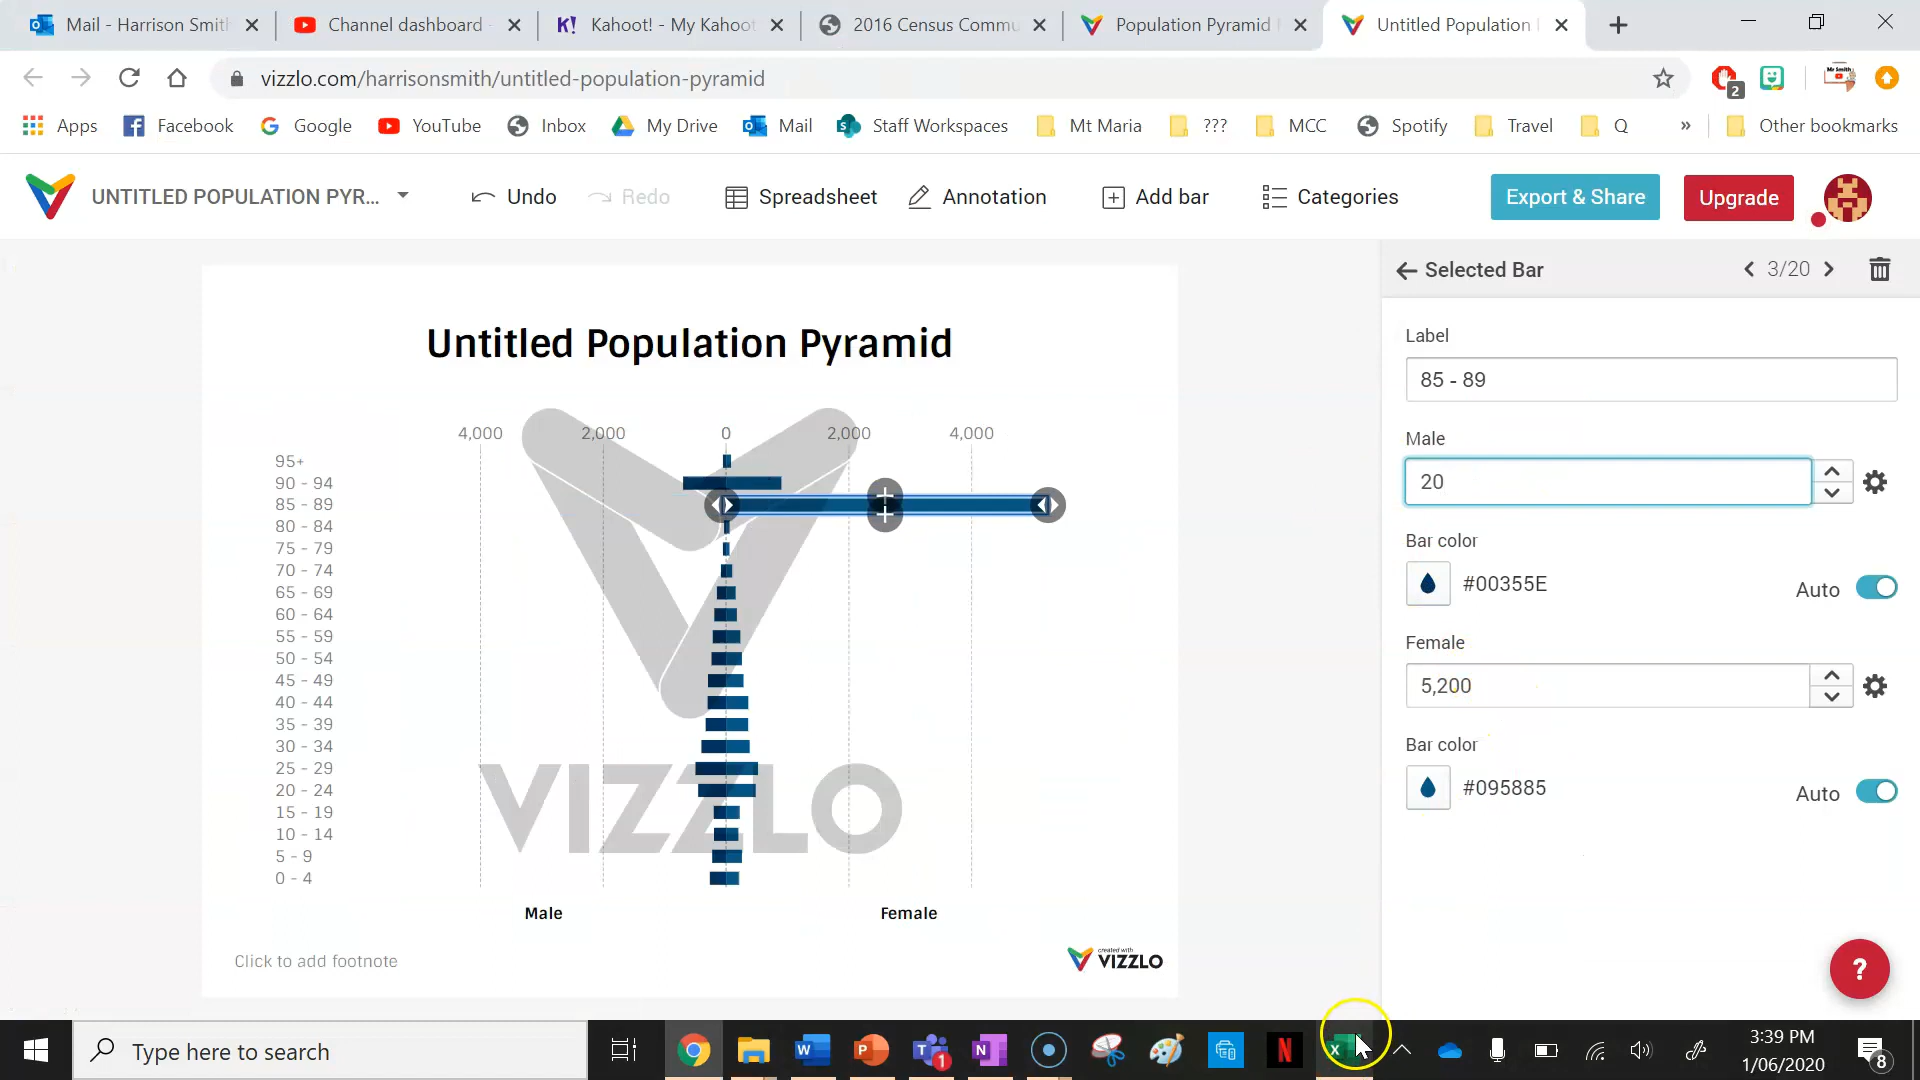 Mail - Harrison Smith
Channel dashboard -
Kahoot! - My Kahoot
2016 Census Commu
Population Pyramid
Untitled Population
vizzlo.com/harrisonsmith/untitled-population-pyramid
2
Apps
Facebook
Google
YouTube
Inbox
My Drive
Mail
Staff Workspaces
Mt Maria
???
MCC
Spotify
Travel
Q
»
Other bookmarks
UNTITLED POPULATION PYR...
Undo
Redo
Spreadsheet
Annotation
Add bar
Categories
Export & Share
Upgrade
Selected Bar
3/20
Untitled Population Pyramid
4,000
2,000
0
2,000
4,000
95+
90 - 94
85 - 89
80 - 84
75 - 79
70 - 74
65 - 69
60 - 64
55 - 59
50 - 54
45 - 49
40 - 44
35 - 39
30 - 34
25 - 29
20 - 24
15 - 19
10 - 14
5 - 9
0 - 4
VIZZLO
Male
Female
Click to add footnote
created with
VIZZLO
Label
85 - 89
Male
20
Bar color
#00355E
Auto
Female
5,200
Bar color
#095885
Auto
?
Type here to search
1
3:39 PM
1/06/2020
8